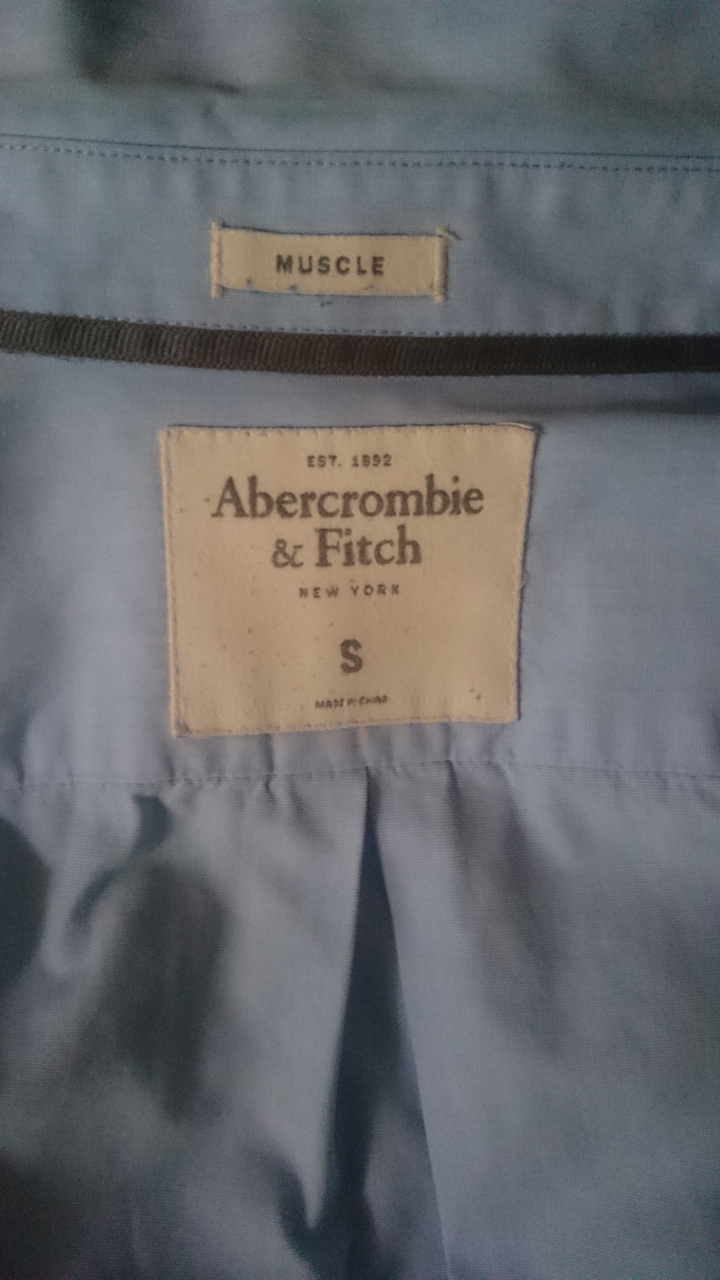 MUSCLE
EST. 1892
Abercrombie
& Fitch
NEW YORK
S
MADE IN CHINA